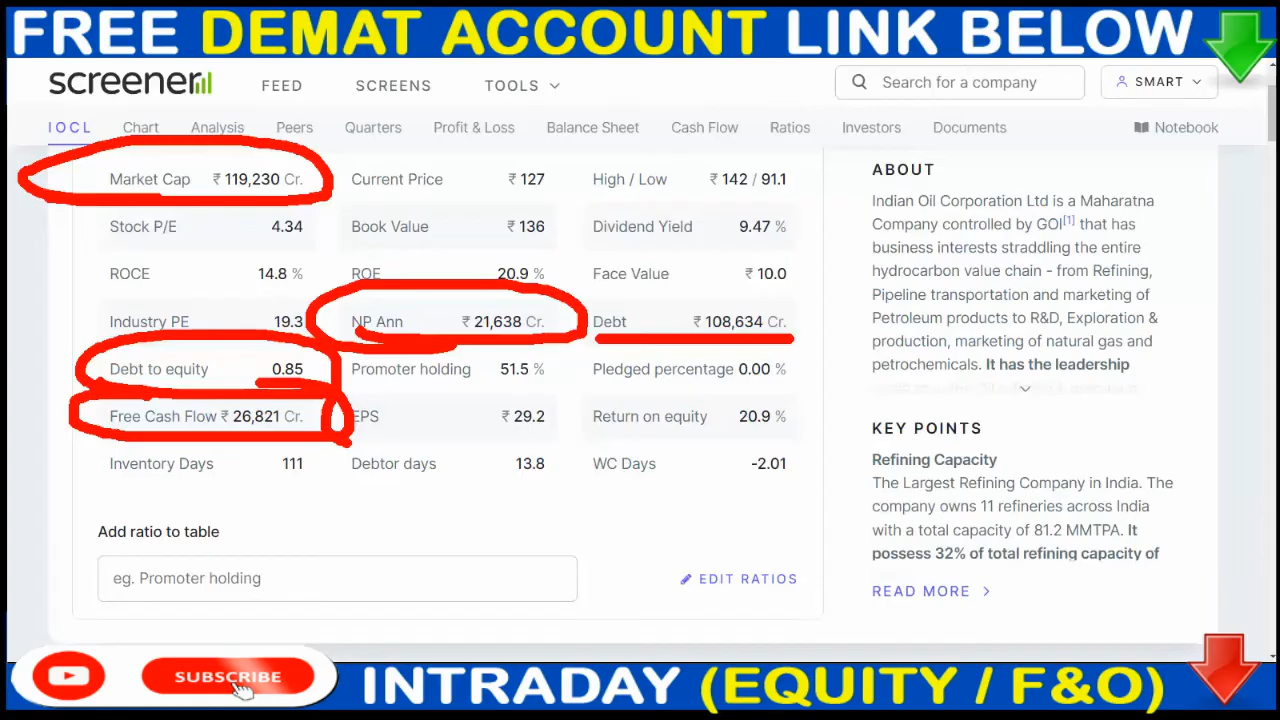 FREE DEMAT ACCOUNT LINK BELOW
screener FEED SCREENS TOOLS Search for a company SMART
IOCL Chart Analysis Peers Quarters Profit & Loss Balance Sheet Cash Flow Ratios Investors Documents Notebook
Market Cap ₹ 119,230 Cr. Current Price ₹ 127 High / Low ₹ 142 / 91.1
Stock P/E 4.34 Book Value ₹ 136 Dividend Yield 9.47 %
ROCE 14.8 % ROE 20.9 % Face Value ₹ 10.0
Industry PE 19.3 NP Ann ₹ 21,638 Cr. Debt ₹ 108,634 Cr.
Debt to equity 0.85 Promoter holding 51.5 % Pledged percentage 0.00 %
Free Cash Flow ₹ 26,821 Cr. EPS ₹ 29.2 Return on equity 20.9 %
Inventory Days 111 Debtor days 13.8 WC Days -2.01
Add ratio to table
eg. Promoter holding
EDIT RATIOS
ABOUT
Indian Oil Corporation Ltd is a Maharatna
Company controlled by GOI[1] that has
business interests straddling the entire
hydrocarbon value chain - from Refining,
Pipeline transportation and marketing of
Petroleum products to R&D, Exploration &
production, marketing of natural gas and
petrochemicals. It has the leadership
KEY POINTS
Refining Capacity
The Largest Refining Company in India. The
company owns 11 refineries across India
with a total capacity of 81.2 MMTPA. It
possess 32% of total refining capacity of
READ MORE
SUBSCRIBE
INTRADAY (EQUITY / F&O)